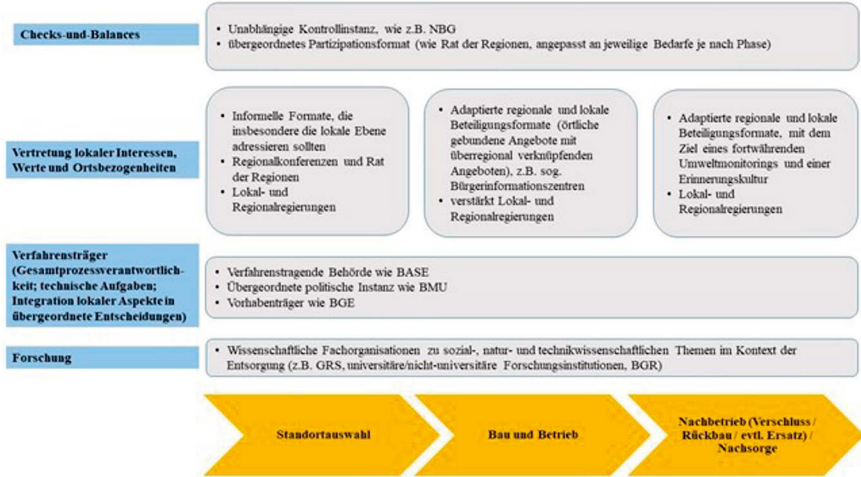 Checks-und-Balances
• Unabhängige Kontrollinstanz, wie z.B. NBG
• übergeordnetes Partizipationsformat (wie Rat der Regionen, angepasst an jeweilige Bedarfe je nach Phase)
Vertretung lokaler Interessen,
Werte und Ortsbezogenheiten
• Informelle Formate, die
insbesondere die lokale Ebene
adressieren sollten
• Regionalkonferenzen und Rat
der Regionen
• Lokal- und
Regionalregierungen
• Adaptierte regionale und lokale
Beteiligungsformate (örtliche
gebundene Angebote mit
überregional verknüpfenden
Angeboten), z.B. sog.
Bürgerinformationszentren
• verstärkt Lokal- und
Regionalregierungen
• Adaptierte regionale und lokale
Beteiligungsformate, mit dem
Ziel eines fortwährenden
Umweltmonitorings und einer
Erinnerungskultur
• Lokal- und
Regionalregierungen
Verfahrensträger
(Gesamtprozessverantwortlich-
keit; technische Aufgaben;
Integration lokaler Aspekte in
übergeordnete Entscheidungen)
• Verfahrenstragende Behörde wie BASE
• Übergeordnete politische Instanz wie BMU
• Vorhabenträger wie BGE
Forschung
• Wissenschaftliche Fachorganisationen zu sozial-, natur- und technikwissenschaftlichen Themen im Kontext der
Entsorgung (z.B. GRS, universitäre/nicht-universitäre Forschungsinstitutionen, BGR)
Standortauswahl
Bau und Betrieb
Nachbetrieb (Verschluss /
Rückbau / evtl. Ersatz) /
Nachsorge